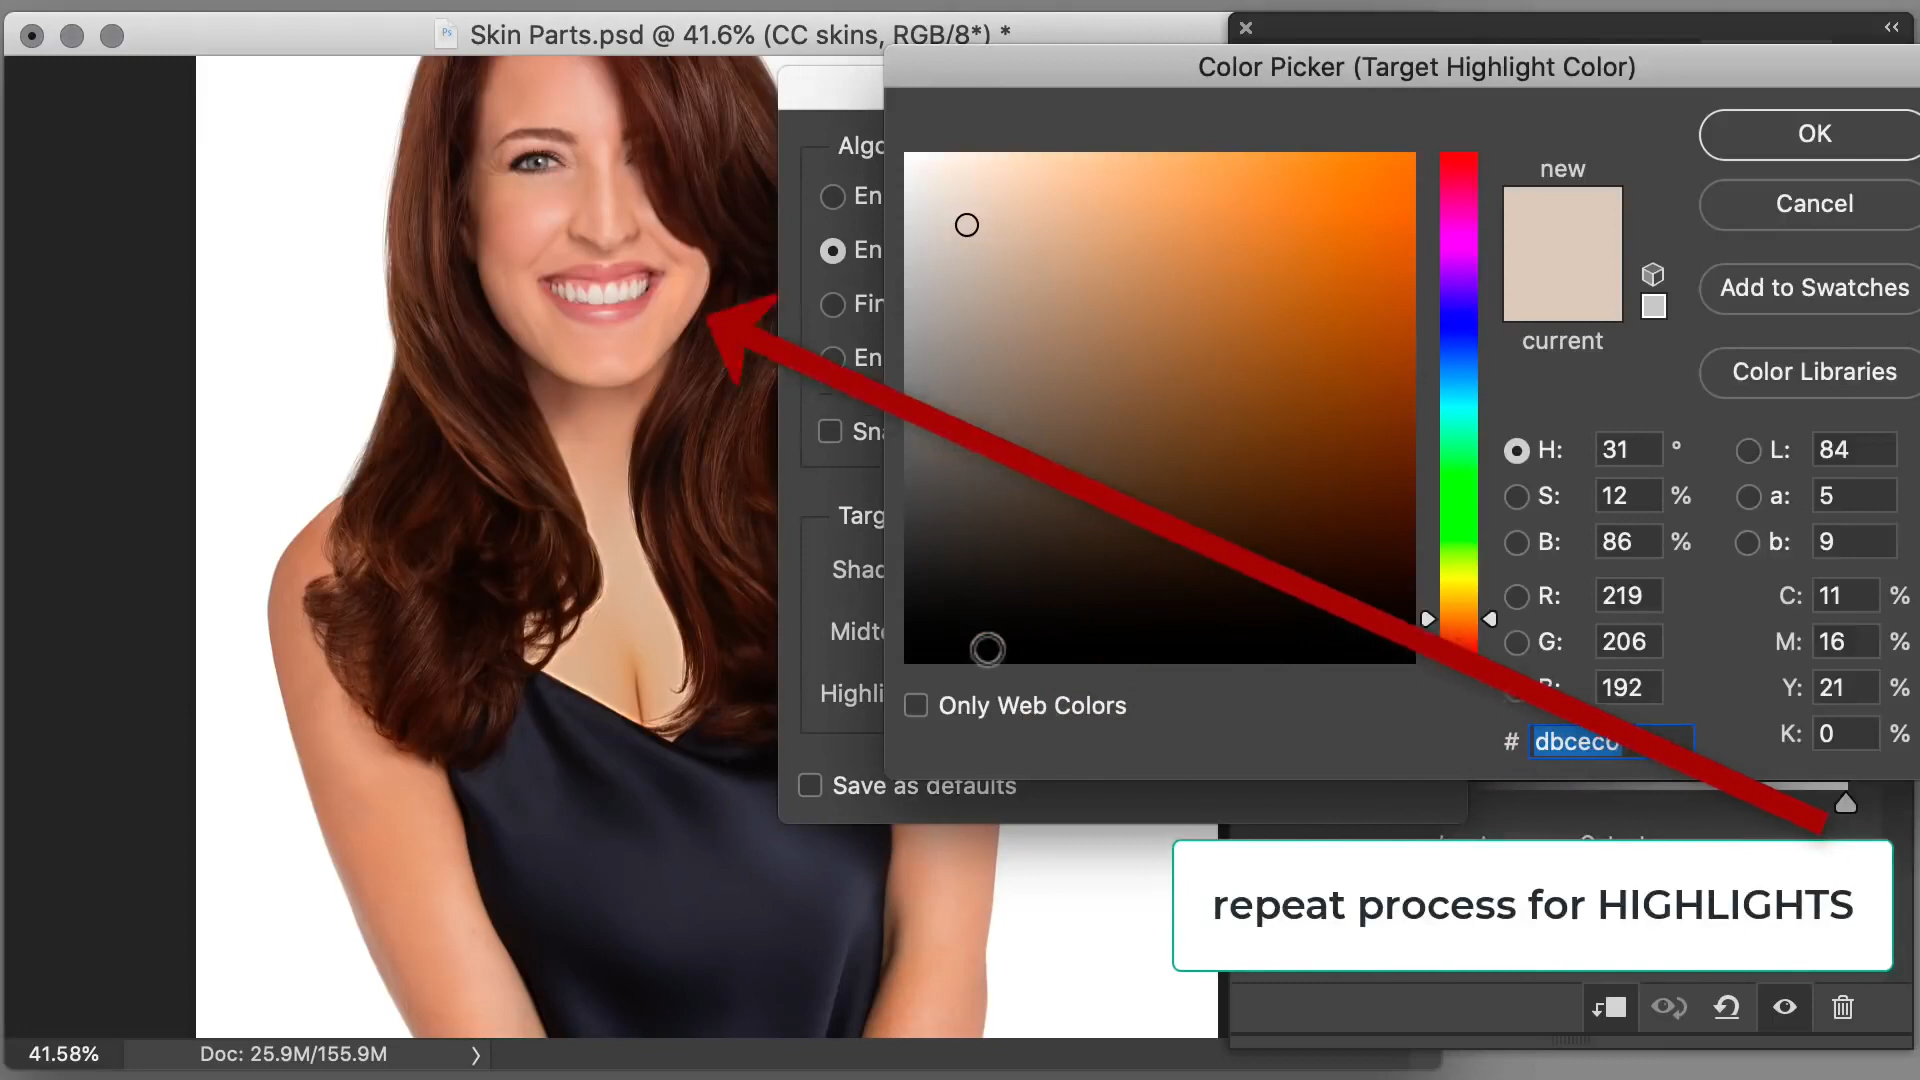 Skin Parts.psd @ 41.6% (CC skins, RGB/8*) *
Color Picker (Target Highlight Color)
OK
Cancel
Add to Swatches
Color Libraries
new
current
Algo
En
En
Fin
En
Sna
Targ
Shad
Midto
Highli
Save as defaults
Only Web Colors
H: 31 °
S: 12 %
B: 86 %
R: 219
G: 206
192
# dbcec0
L: 84
a: 5
b: 9
C: 11 %
M: 16 %
Y: 21 %
K: 0 %
repeat process for HIGHLIGHTS
41.58%
Doc: 25.9M/155.9M